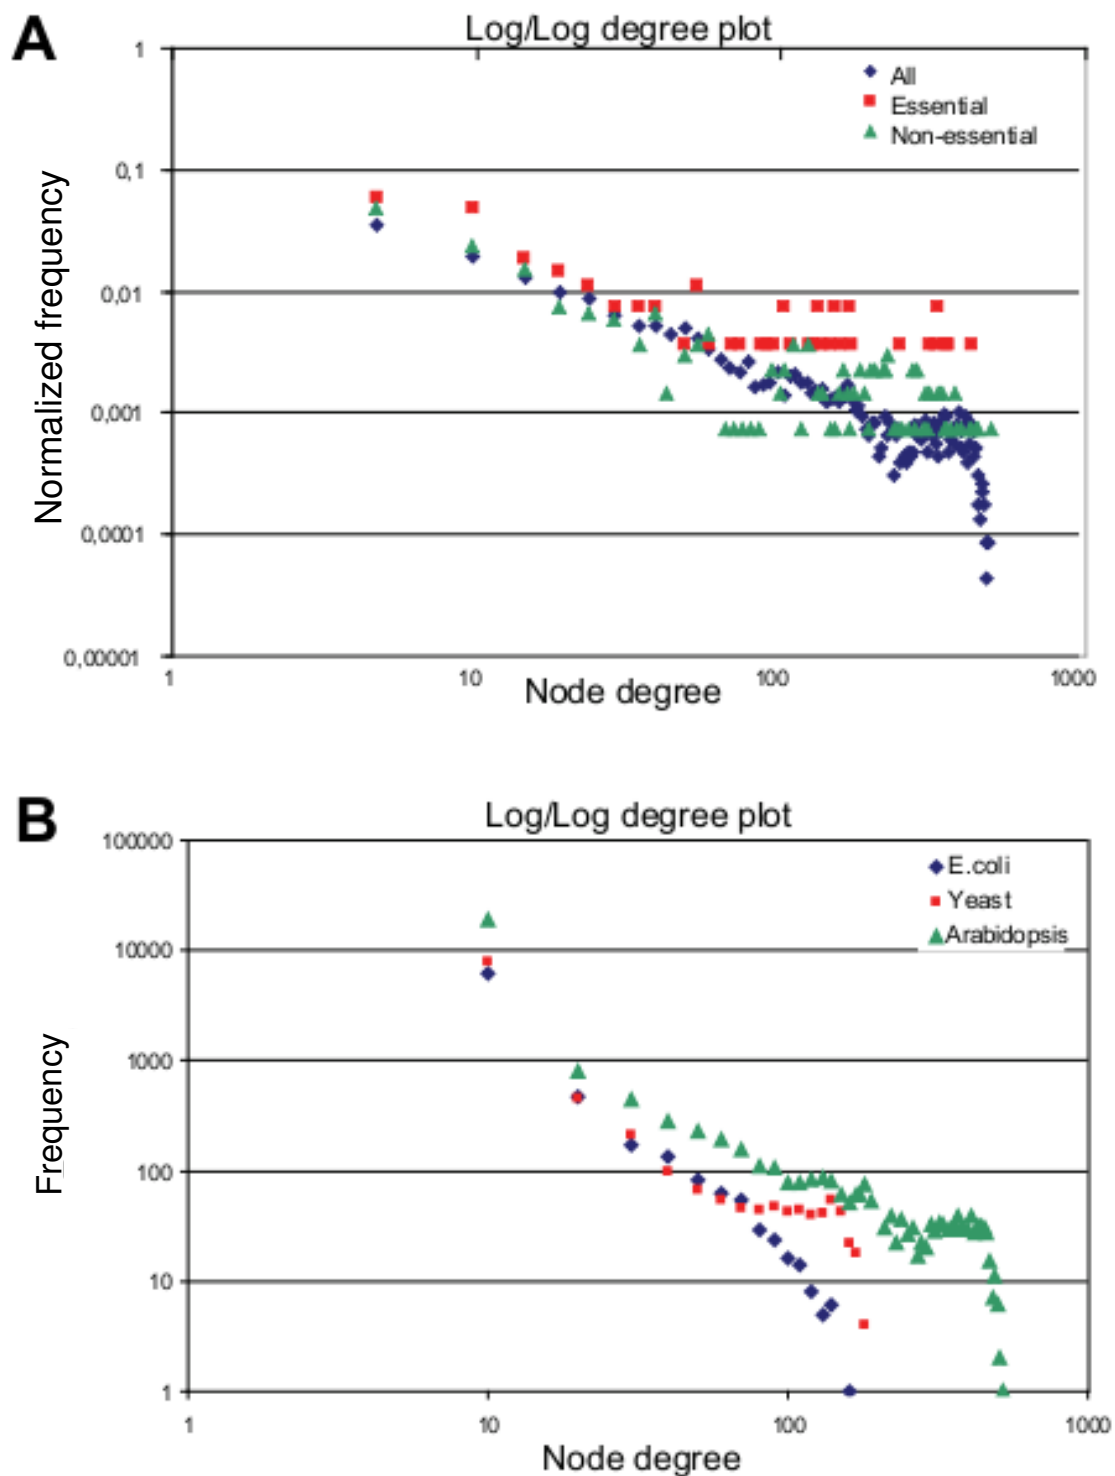 A
Log/Log degree plot
1
All
Essential
Non-essential
0,1
0,01
0,001
0,0001
0,00001
Normalized frequency
1
10
100
1000
Node degree
B
Log/Log degree plot
100000
E.coli
Yeast
Arabidopsis
10000
1000
100
10
1
Frequency
1
10
100
1000
Node degree